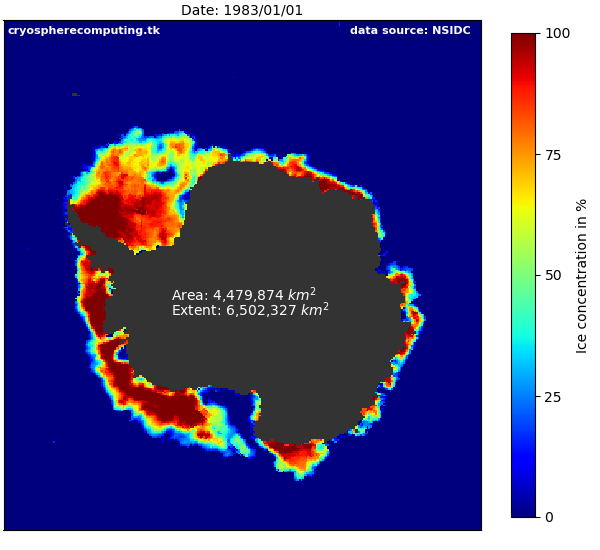 Date: 1983/01/01
cryospherecomputing.tk data source: NSIDC
Area: 4,479,874 km²
Extent: 6,502,327 km²
100
75
50
25
0
Ice concentration in %